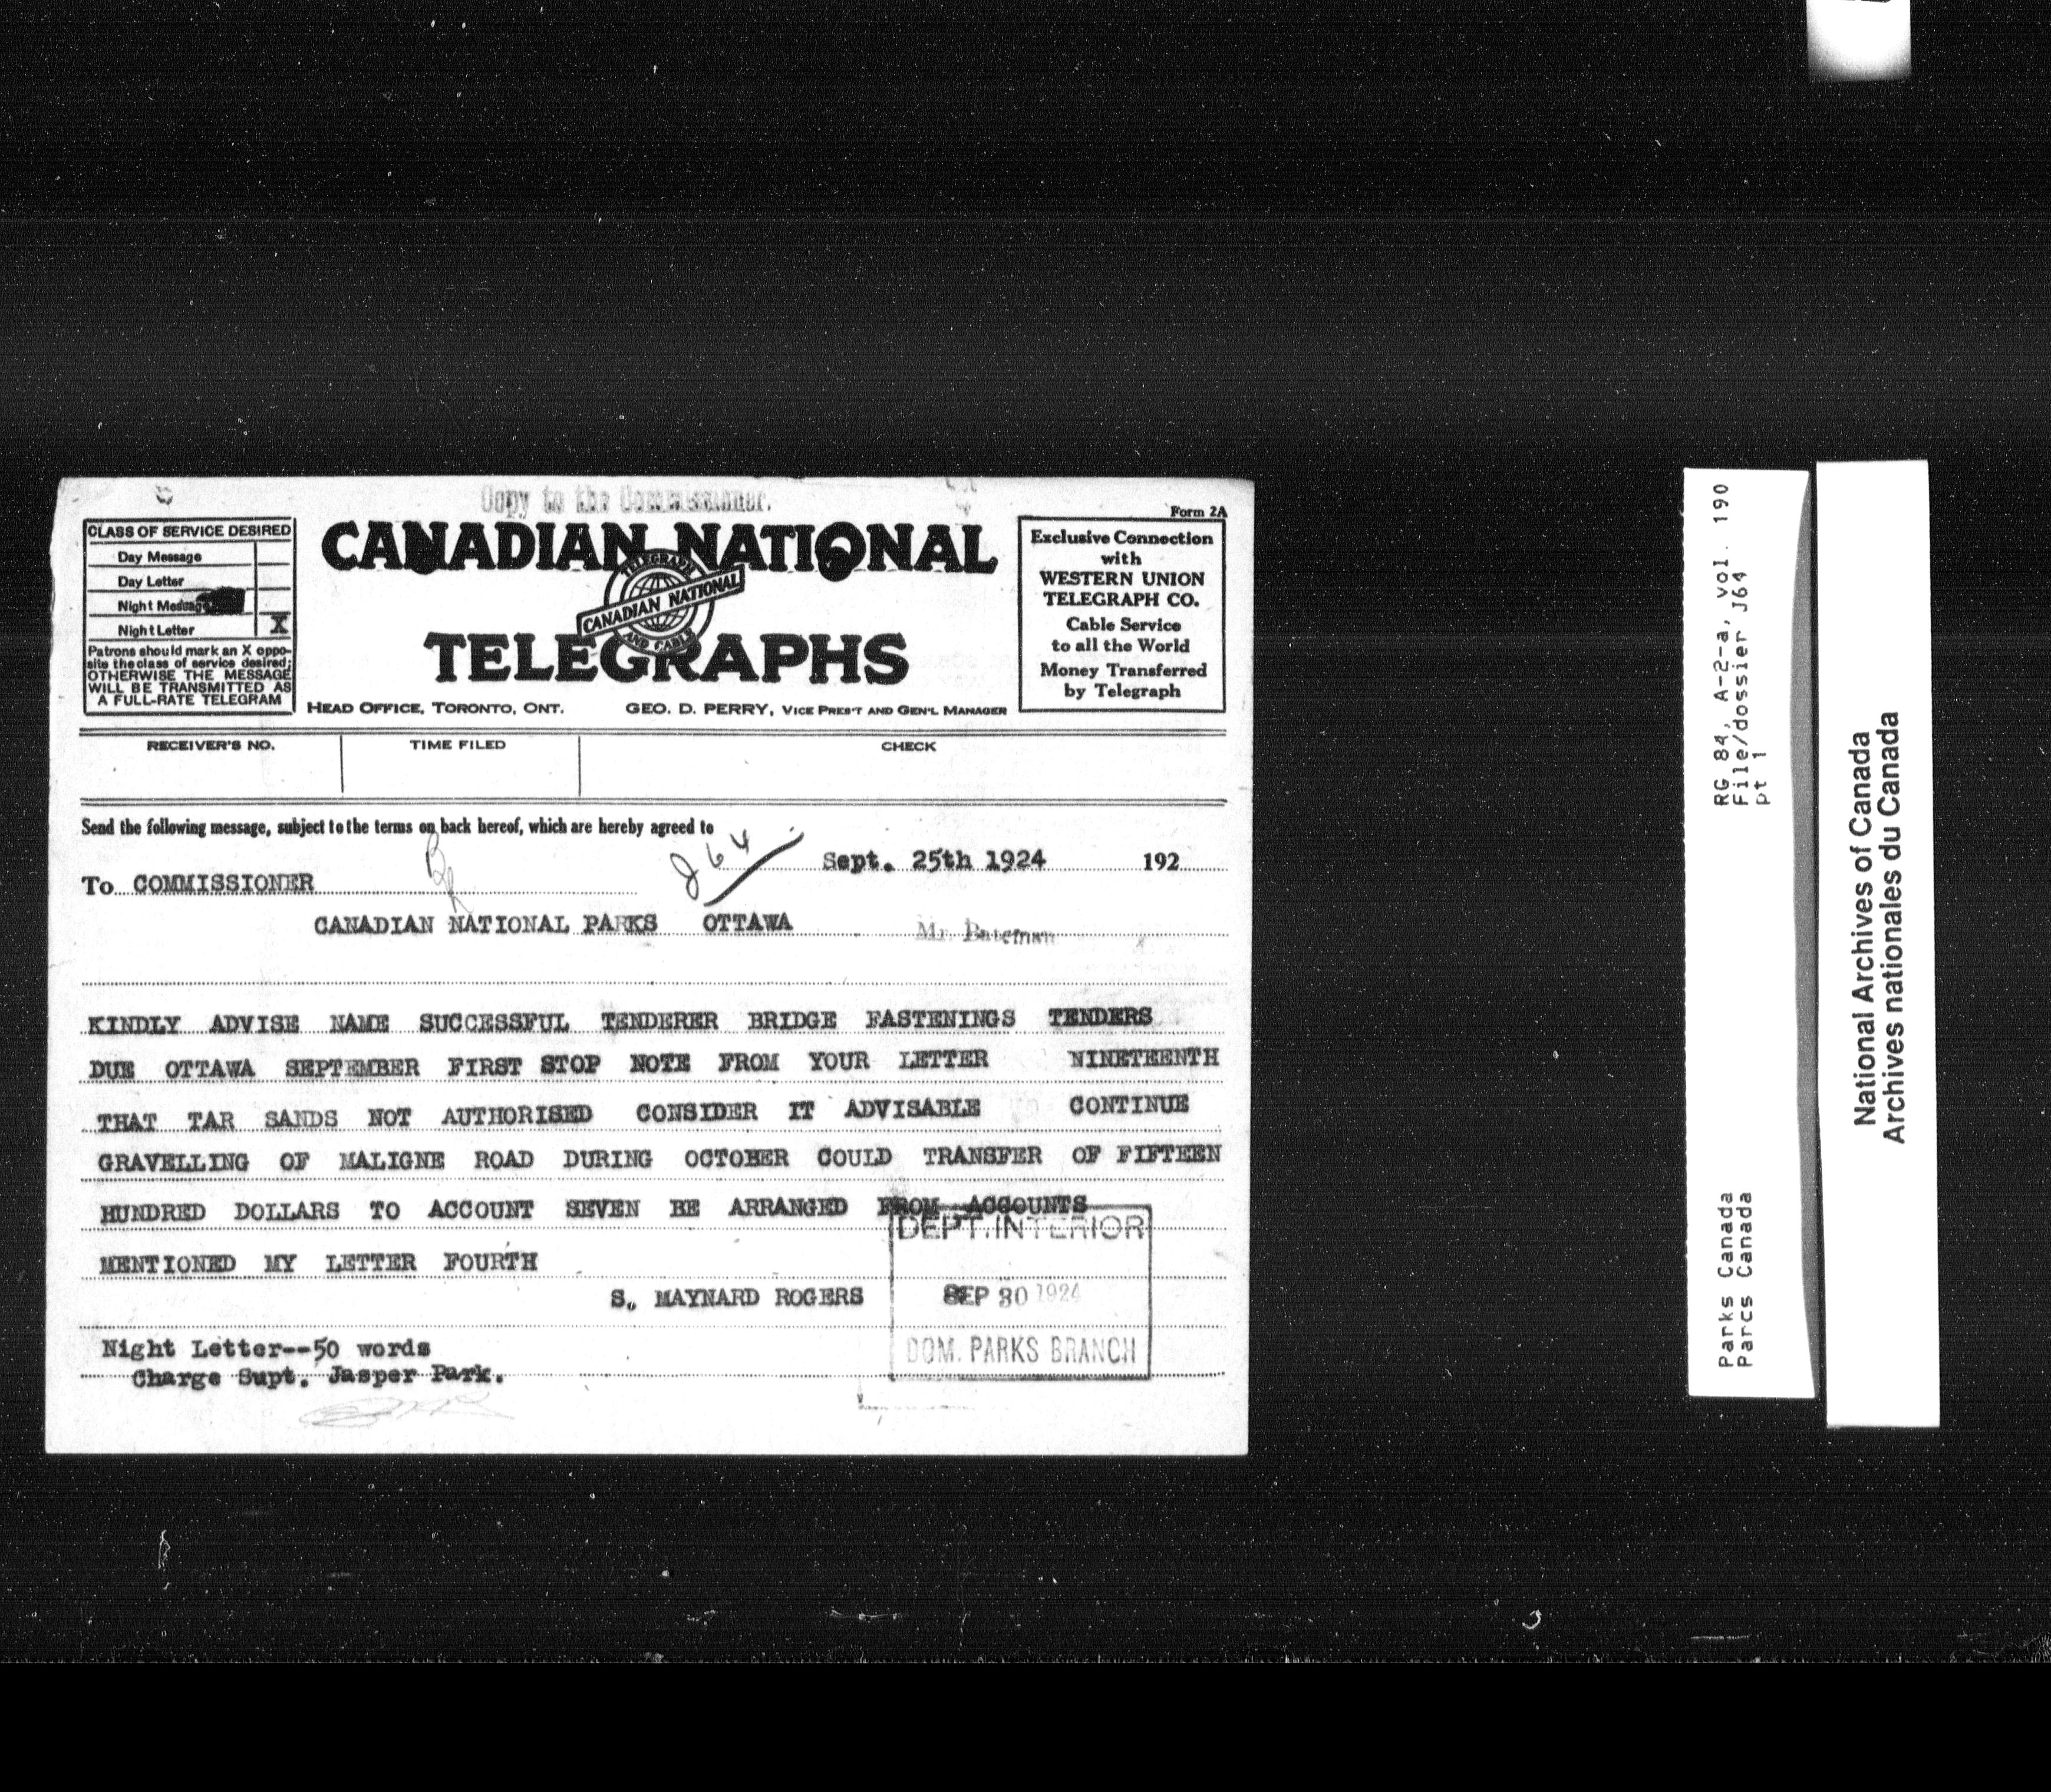 Copy to the Commissioner.
Form 2A
CLASS OF SERVICE DESIRED
Day Message
Day Letter
Night Message
Night Letter X
Patrons should mark an X oppo-
site the class of service desired;
OTHERWISE THE MESSAGE
WILL BE TRANSMITTED AS
A FULL-RATE TELEGRAM
CANADIAN NATIONAL
TELEGRAPH
CANADIAN NATIONAL
AND CABLE
TELEGRAPHS
HEAD OFFICE, TORONTO, ONT. GEO. D. PERRY, VICE PRES'T AND GEN'L MANAGER
Exclusive Connection
with
WESTERN UNION
TELEGRAPH CO.
Cable Service
to all the World
Money Transferred
by Telegraph
RECEIVER'S NO. TIME FILED CHECK
Send the following message, subject to the terms on back hereof, which are hereby agreed to
J64
Sept. 25th 1924 192
To COMMISSIONER
CANADIAN NATIONAL PARKS OTTAWA
Mr. Bateman
KINDLY ADVISE NAME SUCCESSFUL TENDERER BRIDGE FASTENINGS TENDERS
DUE OTTAWA SEPTEMBER FIRST STOP NOTE FROM YOUR LETTER NINETEENTH
THAT TAR SANDS NOT AUTHORISED CONSIDER IT ADVISABLE CONTINUE
GRAVELLING OF MALIGNE ROAD DURING OCTOBER COULD TRANSFER OF FIFTEEN
HUNDRED DOLLARS TO ACCOUNT SEVEN BE ARRANGED FROM ACCOUNTS
MENTIONED MY LETTER FOURTH
S. MAYNARD ROGERS
DEPT. INTERIOR
SEP 30 1924
DOM. PARKS BRANCH
Night Letter--50 words
Charge Supt. Jasper Park.
RG 84, A-2-a, vol. 190
File/dossier J64
pt 1
Parks Canada
Parcs Canada
National Archives of Canada
Archives nationales du Canada